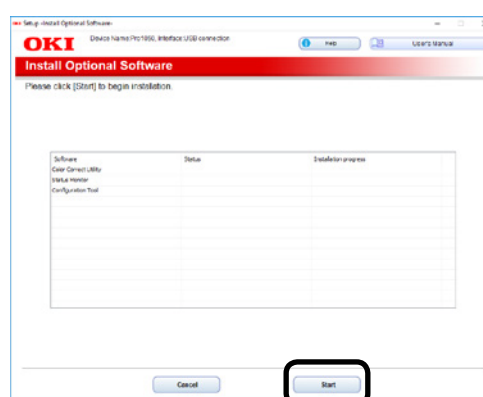 Setup -Install Optional Software-
OKI
Device Name:Pro1050, Interface:USB connection
Help
User's Manual
Install Optional Software
Please click [Start] to begin installation.
Software Status Installation progress
Color Correct Utility
Status Monitor
Configuration Tool
Cancel
Start